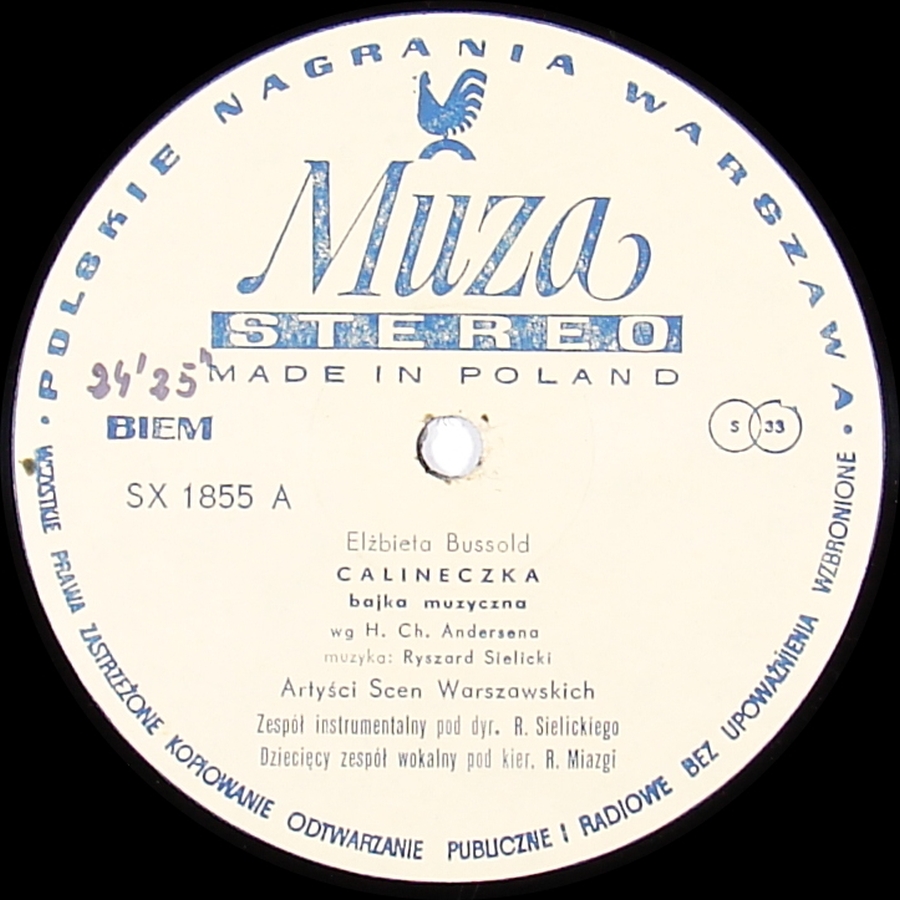 • POLSKIE NAGRANIA WARSZAWA •
Muza
STEREO
MADE IN POLAND
24'25"
BIEM
S 33
SX 1855 A
Elżbieta Bussold
CALINECZKA
bajka muzyczna
wg H. Ch. Andersena
muzyka: Ryszard Sielicki
Artyści Scen Warszawskich
Zespół instrumentalny pod dyr. R. Sielickiego
Dziecięcy zespół wokalny pod kier. R. Miazgi
WSZYSTKIE PRAWA ZASTRZEŻONE KOPIOWANIE ODTWARZANIE PUBLICZNE I RADIOWE BEZ UPOWAŻNIENIA WZBRONIONE